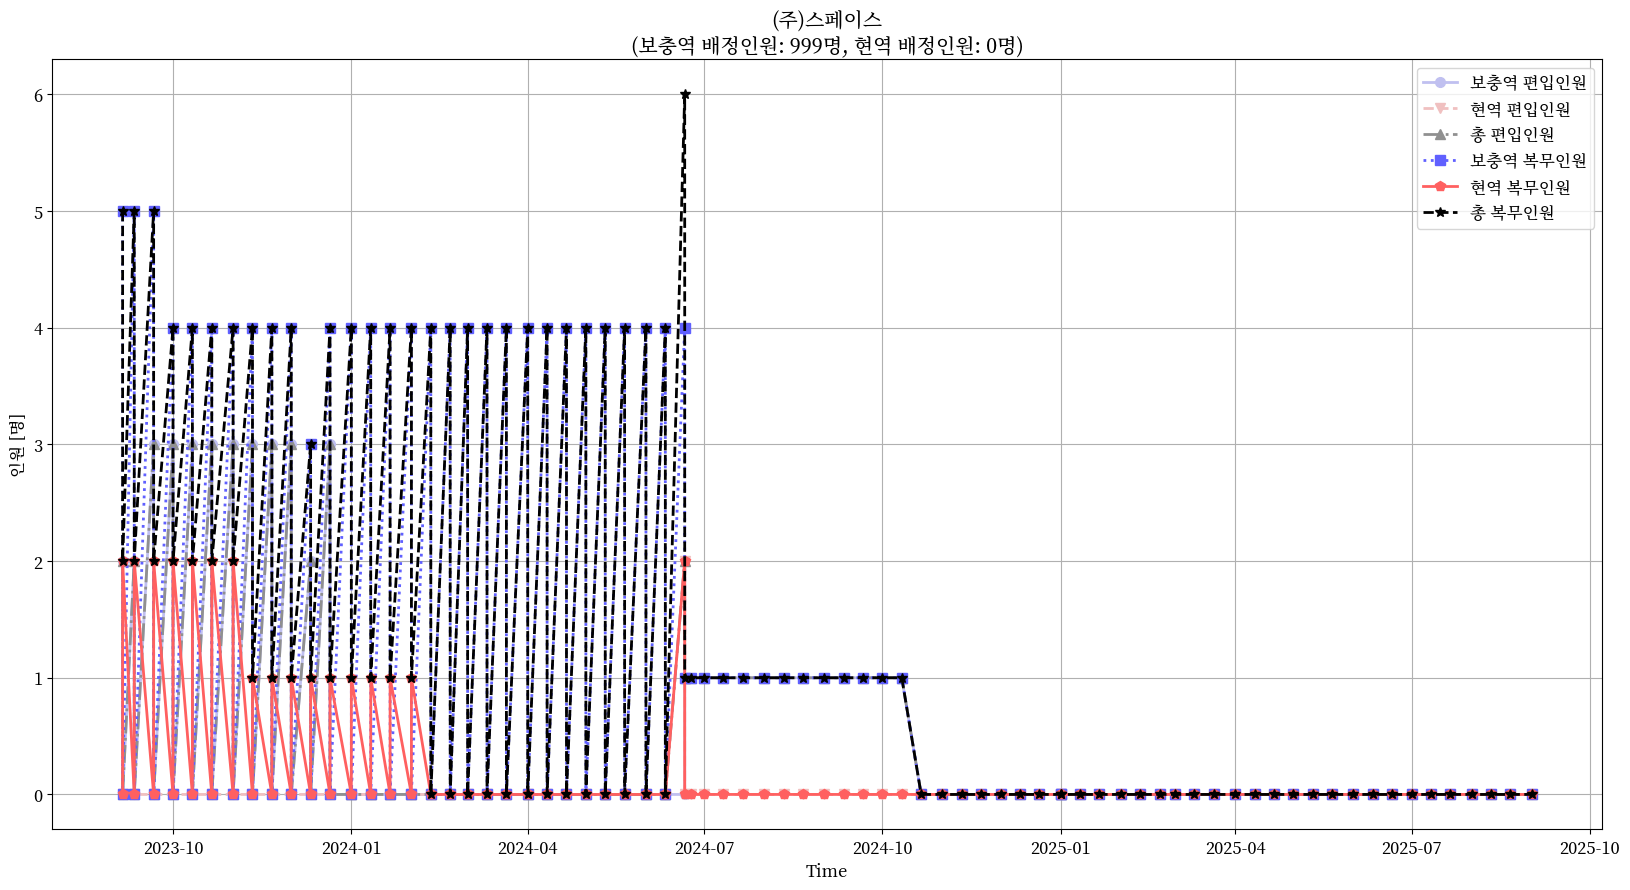 (주)스페이스
(보충역 배정인원: 999명, 현역 배정인원: 0명)
보충역 편입인원
현역 편입인원
총 편입인원
보충역 복무인원
현역 복무인원
총 복무인원
인원 [명]
6
5
4
3
2
1
0
2023-10 2024-01 2024-04 2024-07 2024-10 2025-01 2025-04 2025-07 2025-10
Time